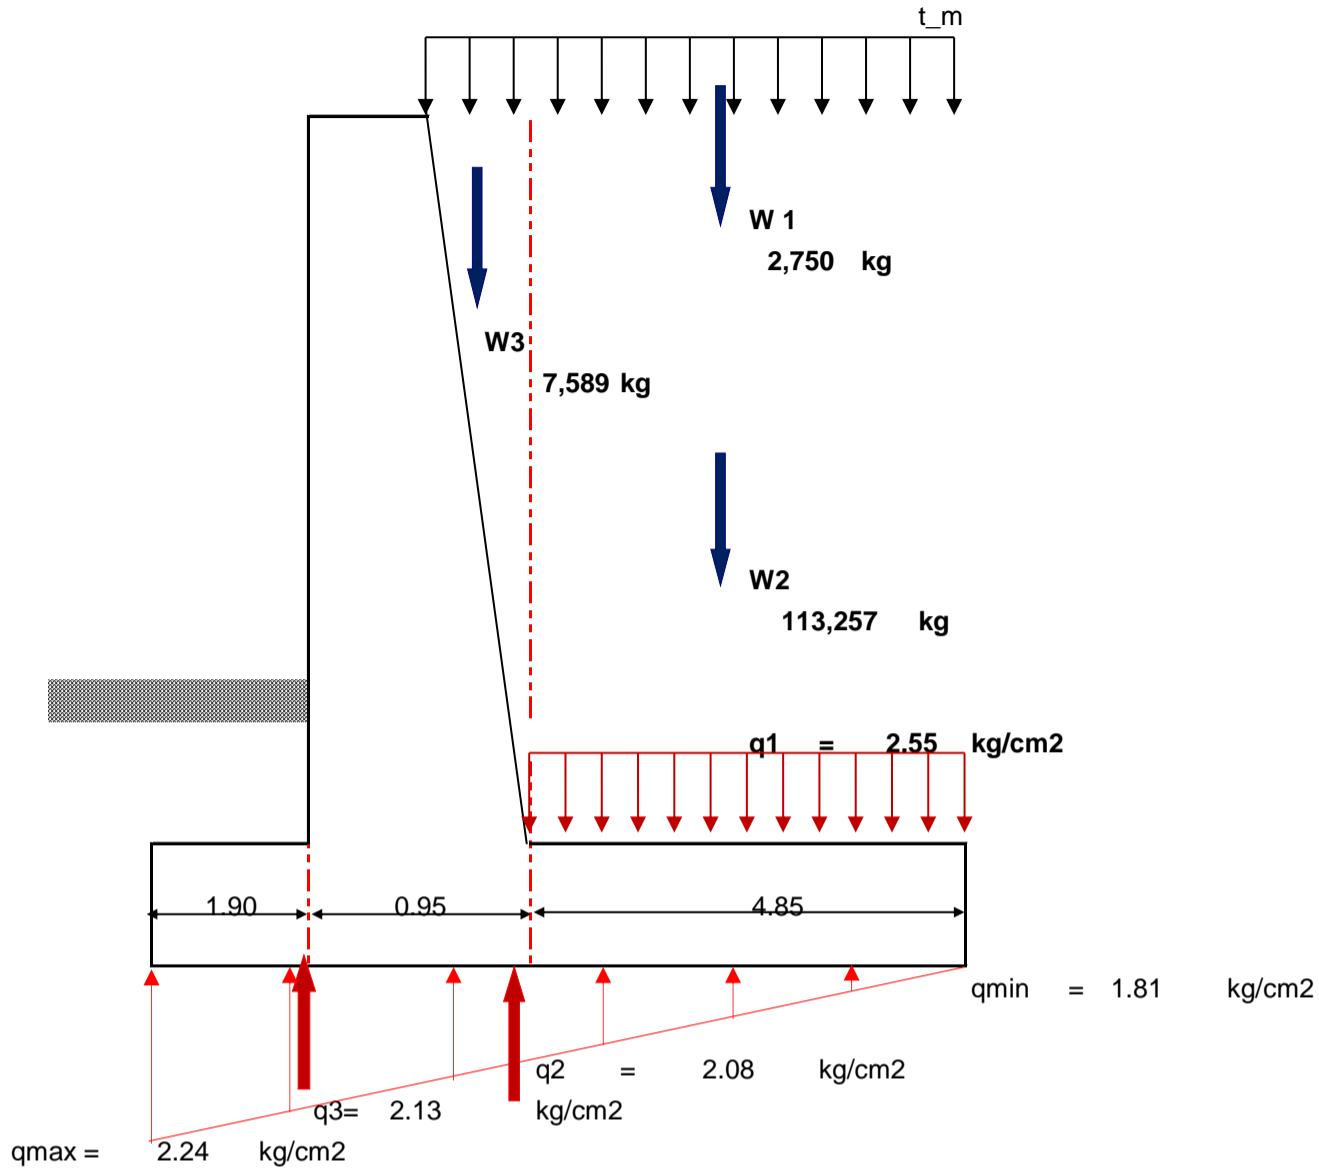 t_m
W 1
2,750 kg
W3
7,589 kg
W2
113,257 kg
q1 = 2.55 kg/cm2
1.90 0.95 4.85
qmin = 1.81 kg/cm2
q2 = 2.08 kg/cm2
q3= 2.13 kg/cm2
qmax = 2.24 kg/cm2